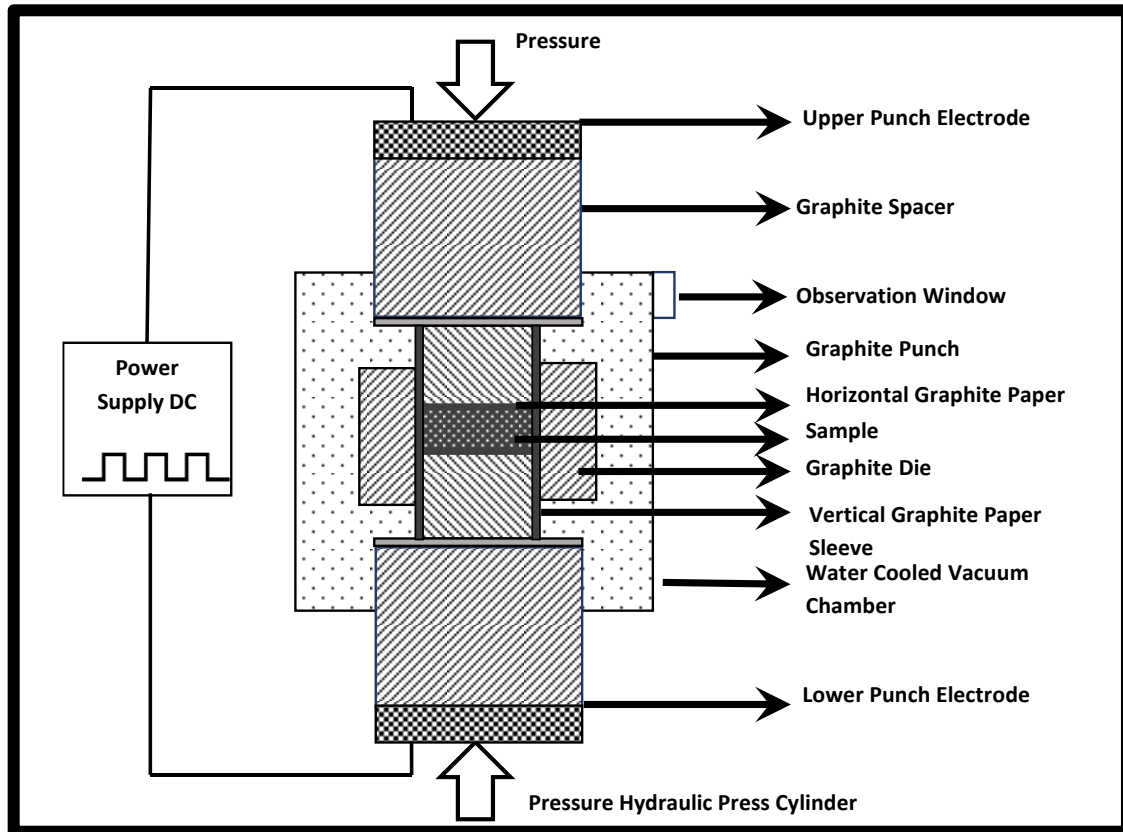 Pressure
Upper Punch Electrode
Graphite Spacer
Observation Window
Graphite Punch
Power
Supply DC
Horizontal Graphite Paper
Sample
Graphite Die
Vertical Graphite Paper
Sleeve
Water Cooled Vacuum
Chamber
Lower Punch Electrode
Pressure Hydraulic Press Cylinder